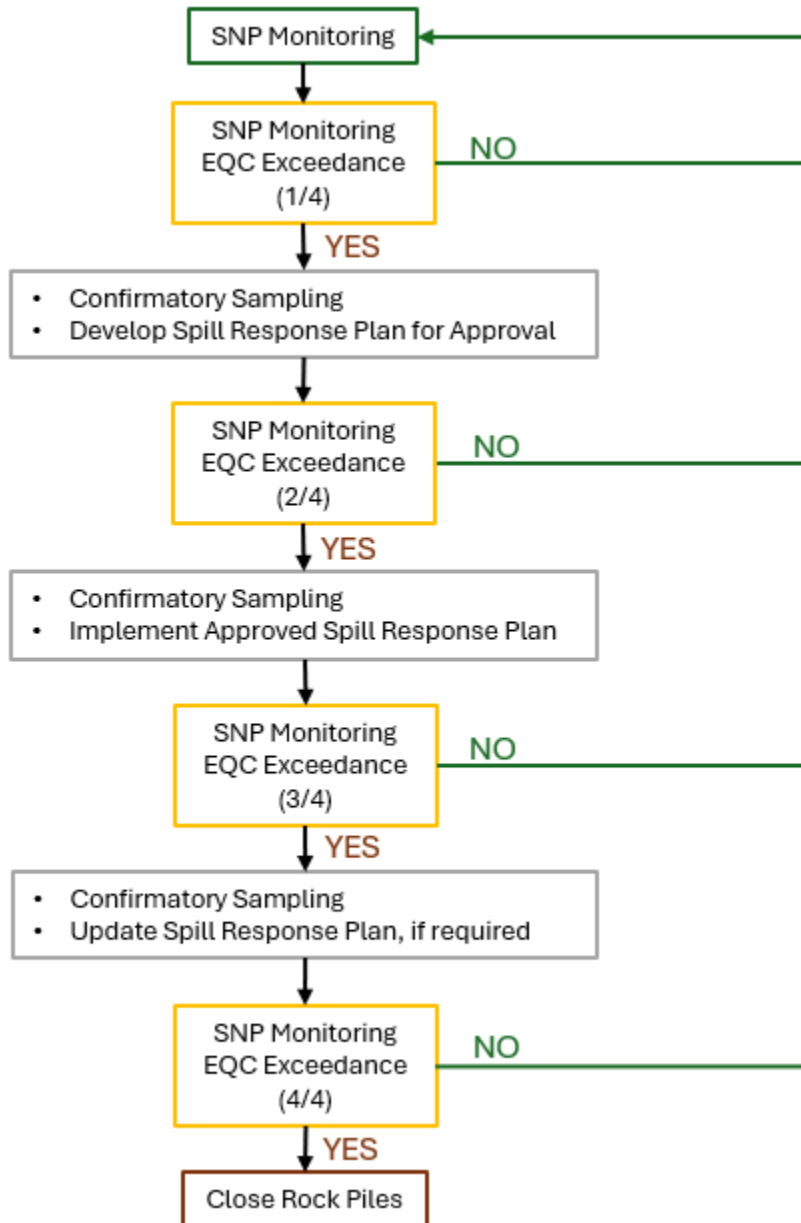 SNP Monitoring
SNP Monitoring
EQC Exceedance
(1/4)
NO
YES
• Confirmatory Sampling
• Develop Spill Response Plan for Approval
SNP Monitoring
EQC Exceedance
(2/4)
NO
YES
• Confirmatory Sampling
• Implement Approved Spill Response Plan
SNP Monitoring
EQC Exceedance
(3/4)
NO
YES
• Confirmatory Sampling
• Update Spill Response Plan, if required
SNP Monitoring
EQC Exceedance
(4/4)
NO
YES
Close Rock Piles